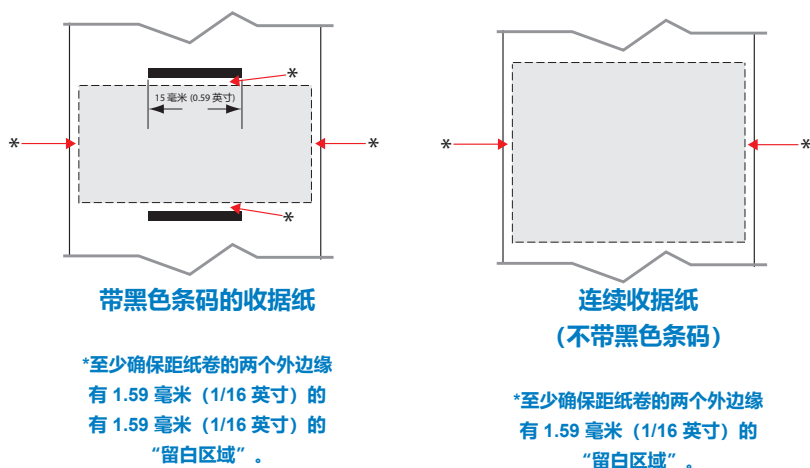 *
15 毫米 (0.59 英寸)
* *
*
带黑色条码的收据纸
*至少确保距纸卷的两个外边缘
有 1.59 毫米（1/16 英寸）的
有 1.59 毫米（1/16 英寸）的
“留白区域”。
* *
连续收据纸
（不带黑色条码）
*至少确保距纸卷的两个外边缘
有 1.59 毫米（1/16 英寸）的
“留白区域”。